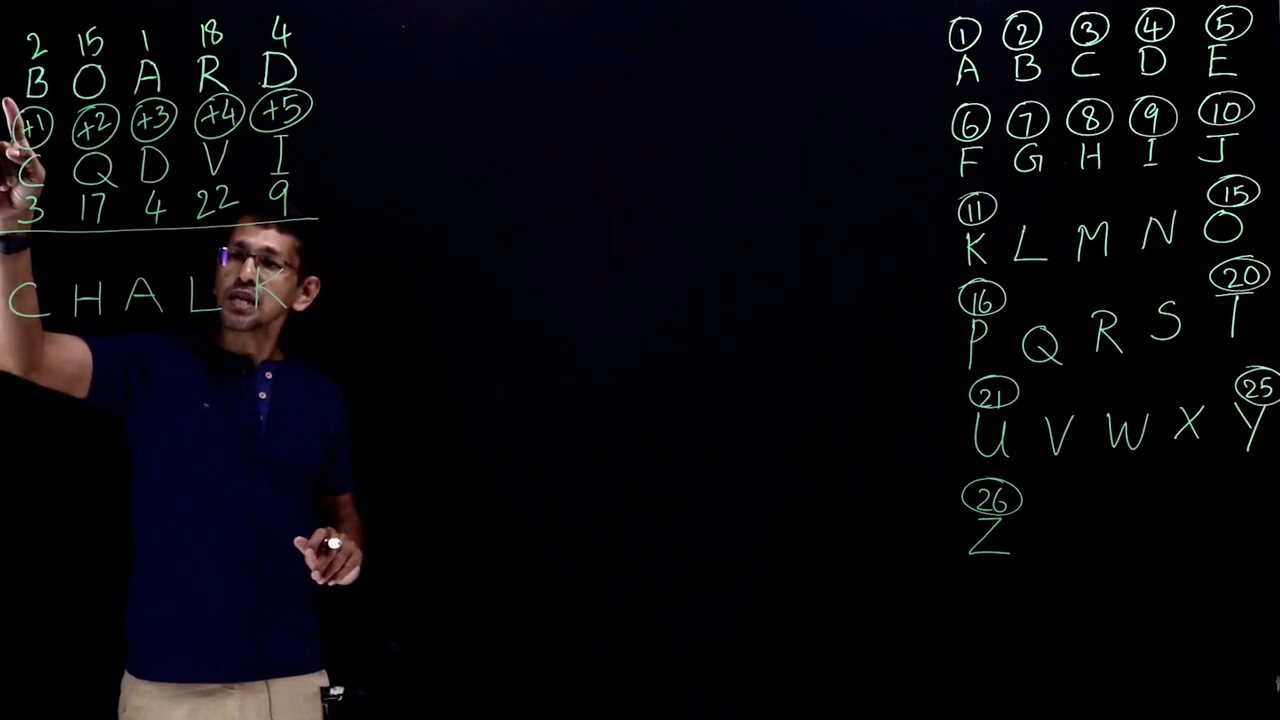 2 15 1 18 4
B O A R D
+1 +2 +3 +4 +5
C Q D V I
3 17 4 22 9
C H A L K
1 2 3 4 5
A B C D E
6 7 8 9 10
F G H I J
11 15
K L M N O
16 20
P Q R S T
21 25
U V W X Y
26
Z